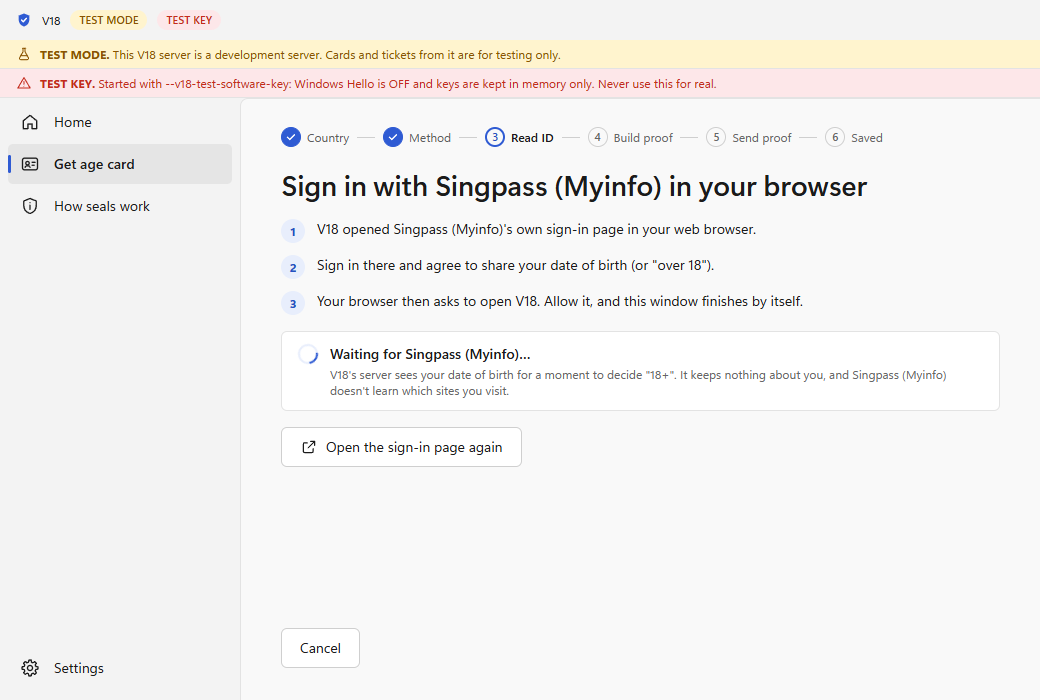 V18 TEST MODE TEST KEY
TEST MODE. This V18 server is a development server. Cards and tickets from it are for testing only.
TEST KEY. Started with --v18-test-software-key: Windows Hello is OFF and keys are kept in memory only. Never use this for real.
Home
Get age card
How seals work
Settings
Country Method 3 Read ID 4 Build proof 5 Send proof 6 Saved
Sign in with Singpass (Myinfo) in your browser
1 V18 opened Singpass (Myinfo)'s own sign-in page in your web browser.
2 Sign in there and agree to share your date of birth (or "over 18").
3 Your browser then asks to open V18. Allow it, and this window finishes by itself.
Waiting for Singpass (Myinfo)...
V18's server sees your date of birth for a moment to decide "18+". It keeps nothing about you, and Singpass (Myinfo)
doesn't learn which sites you visit.
Open the sign-in page again
Cancel